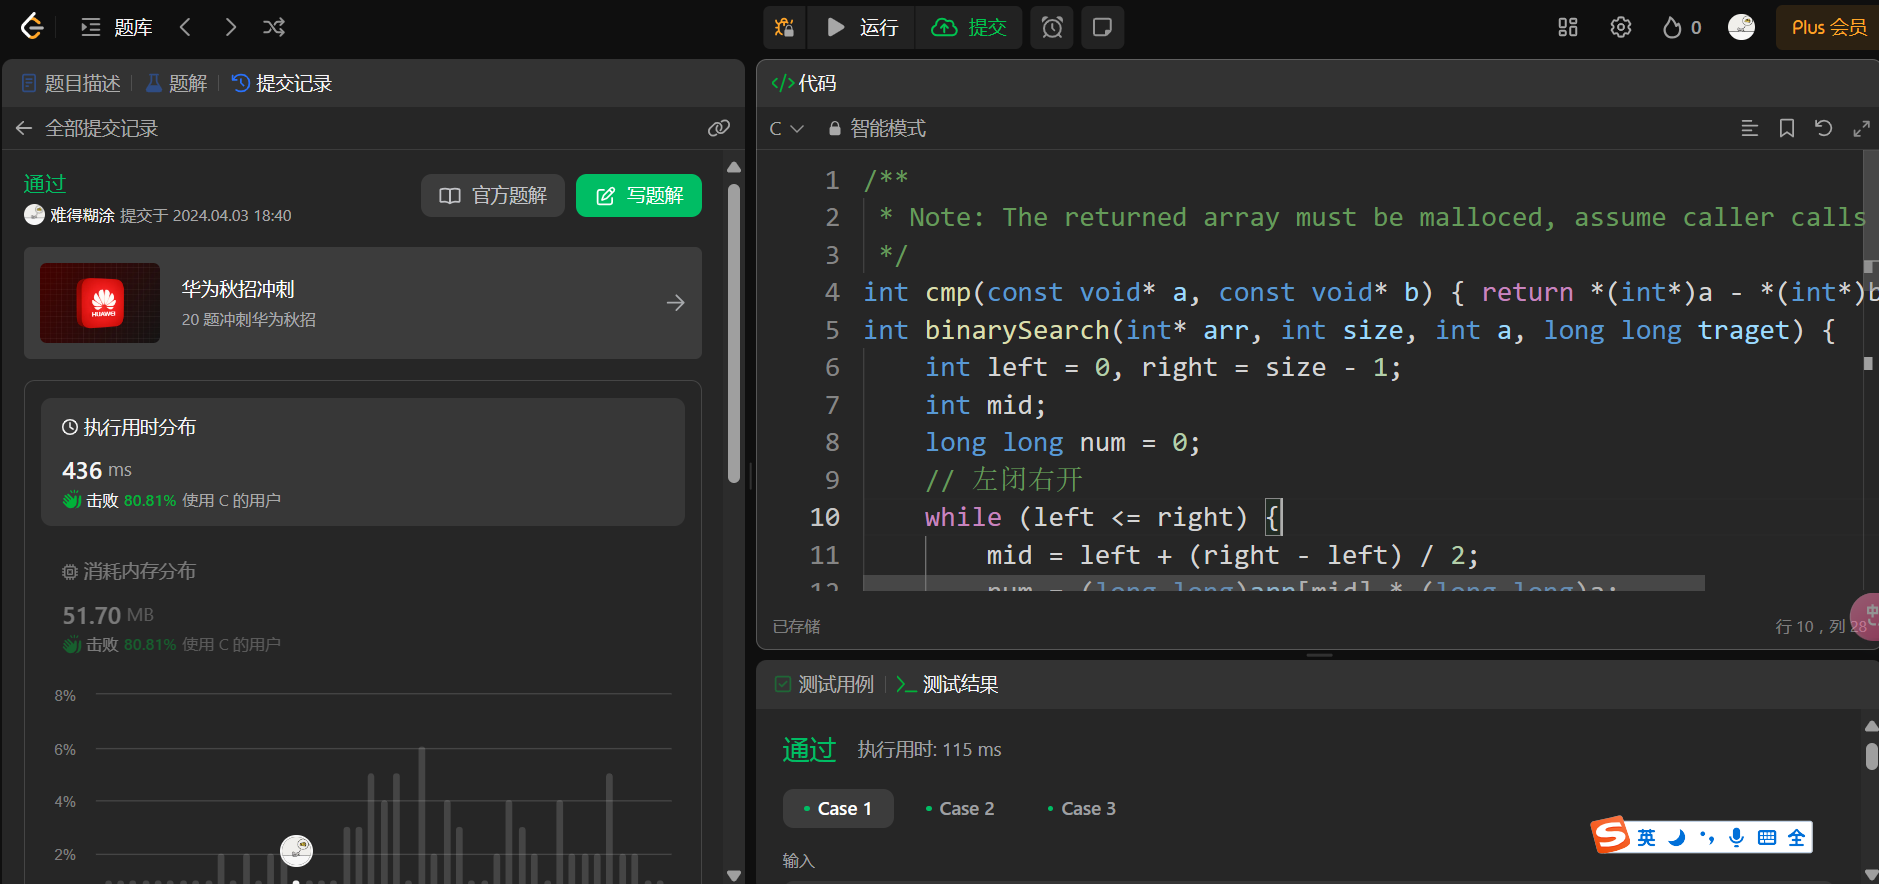 题库
运行
提交
0
Plus 会员
题目描述
题解
提交记录
全部提交记录
通过
难得糊涂 提交于 2024.04.03 18:40
官方题解
写题解
HUAWEI
华为秋招冲刺
20 题冲刺华为秋招
执行用时分布
436 ms
击败 80.81% 使用 C 的用户
消耗内存分布
51.70 MB
击败 80.81% 使用 C 的用户
8%
6%
4%
2%
</> 代码
C
智能模式
1 /**
2 * Note: The returned array must be malloced, assume caller calls
3 */
4 int cmp(const void* a, const void* b) { return *(int*)a - *(int*)b
5 int binarySearch(int* arr, int size, int a, long long traget) {
6 int left = 0, right = size - 1;
7 int mid;
8 long long num = 0;
9 // 左闭右开
10 while (left <= right) {
11 mid = left + (right - left) / 2;
12 num = (long long)arr[mid] * (long long)a;
已存储
行 10，列 28
中
测试用例
测试结果
通过
执行用时: 115 ms
Case 1
Case 2
Case 3
输入
S 英 全